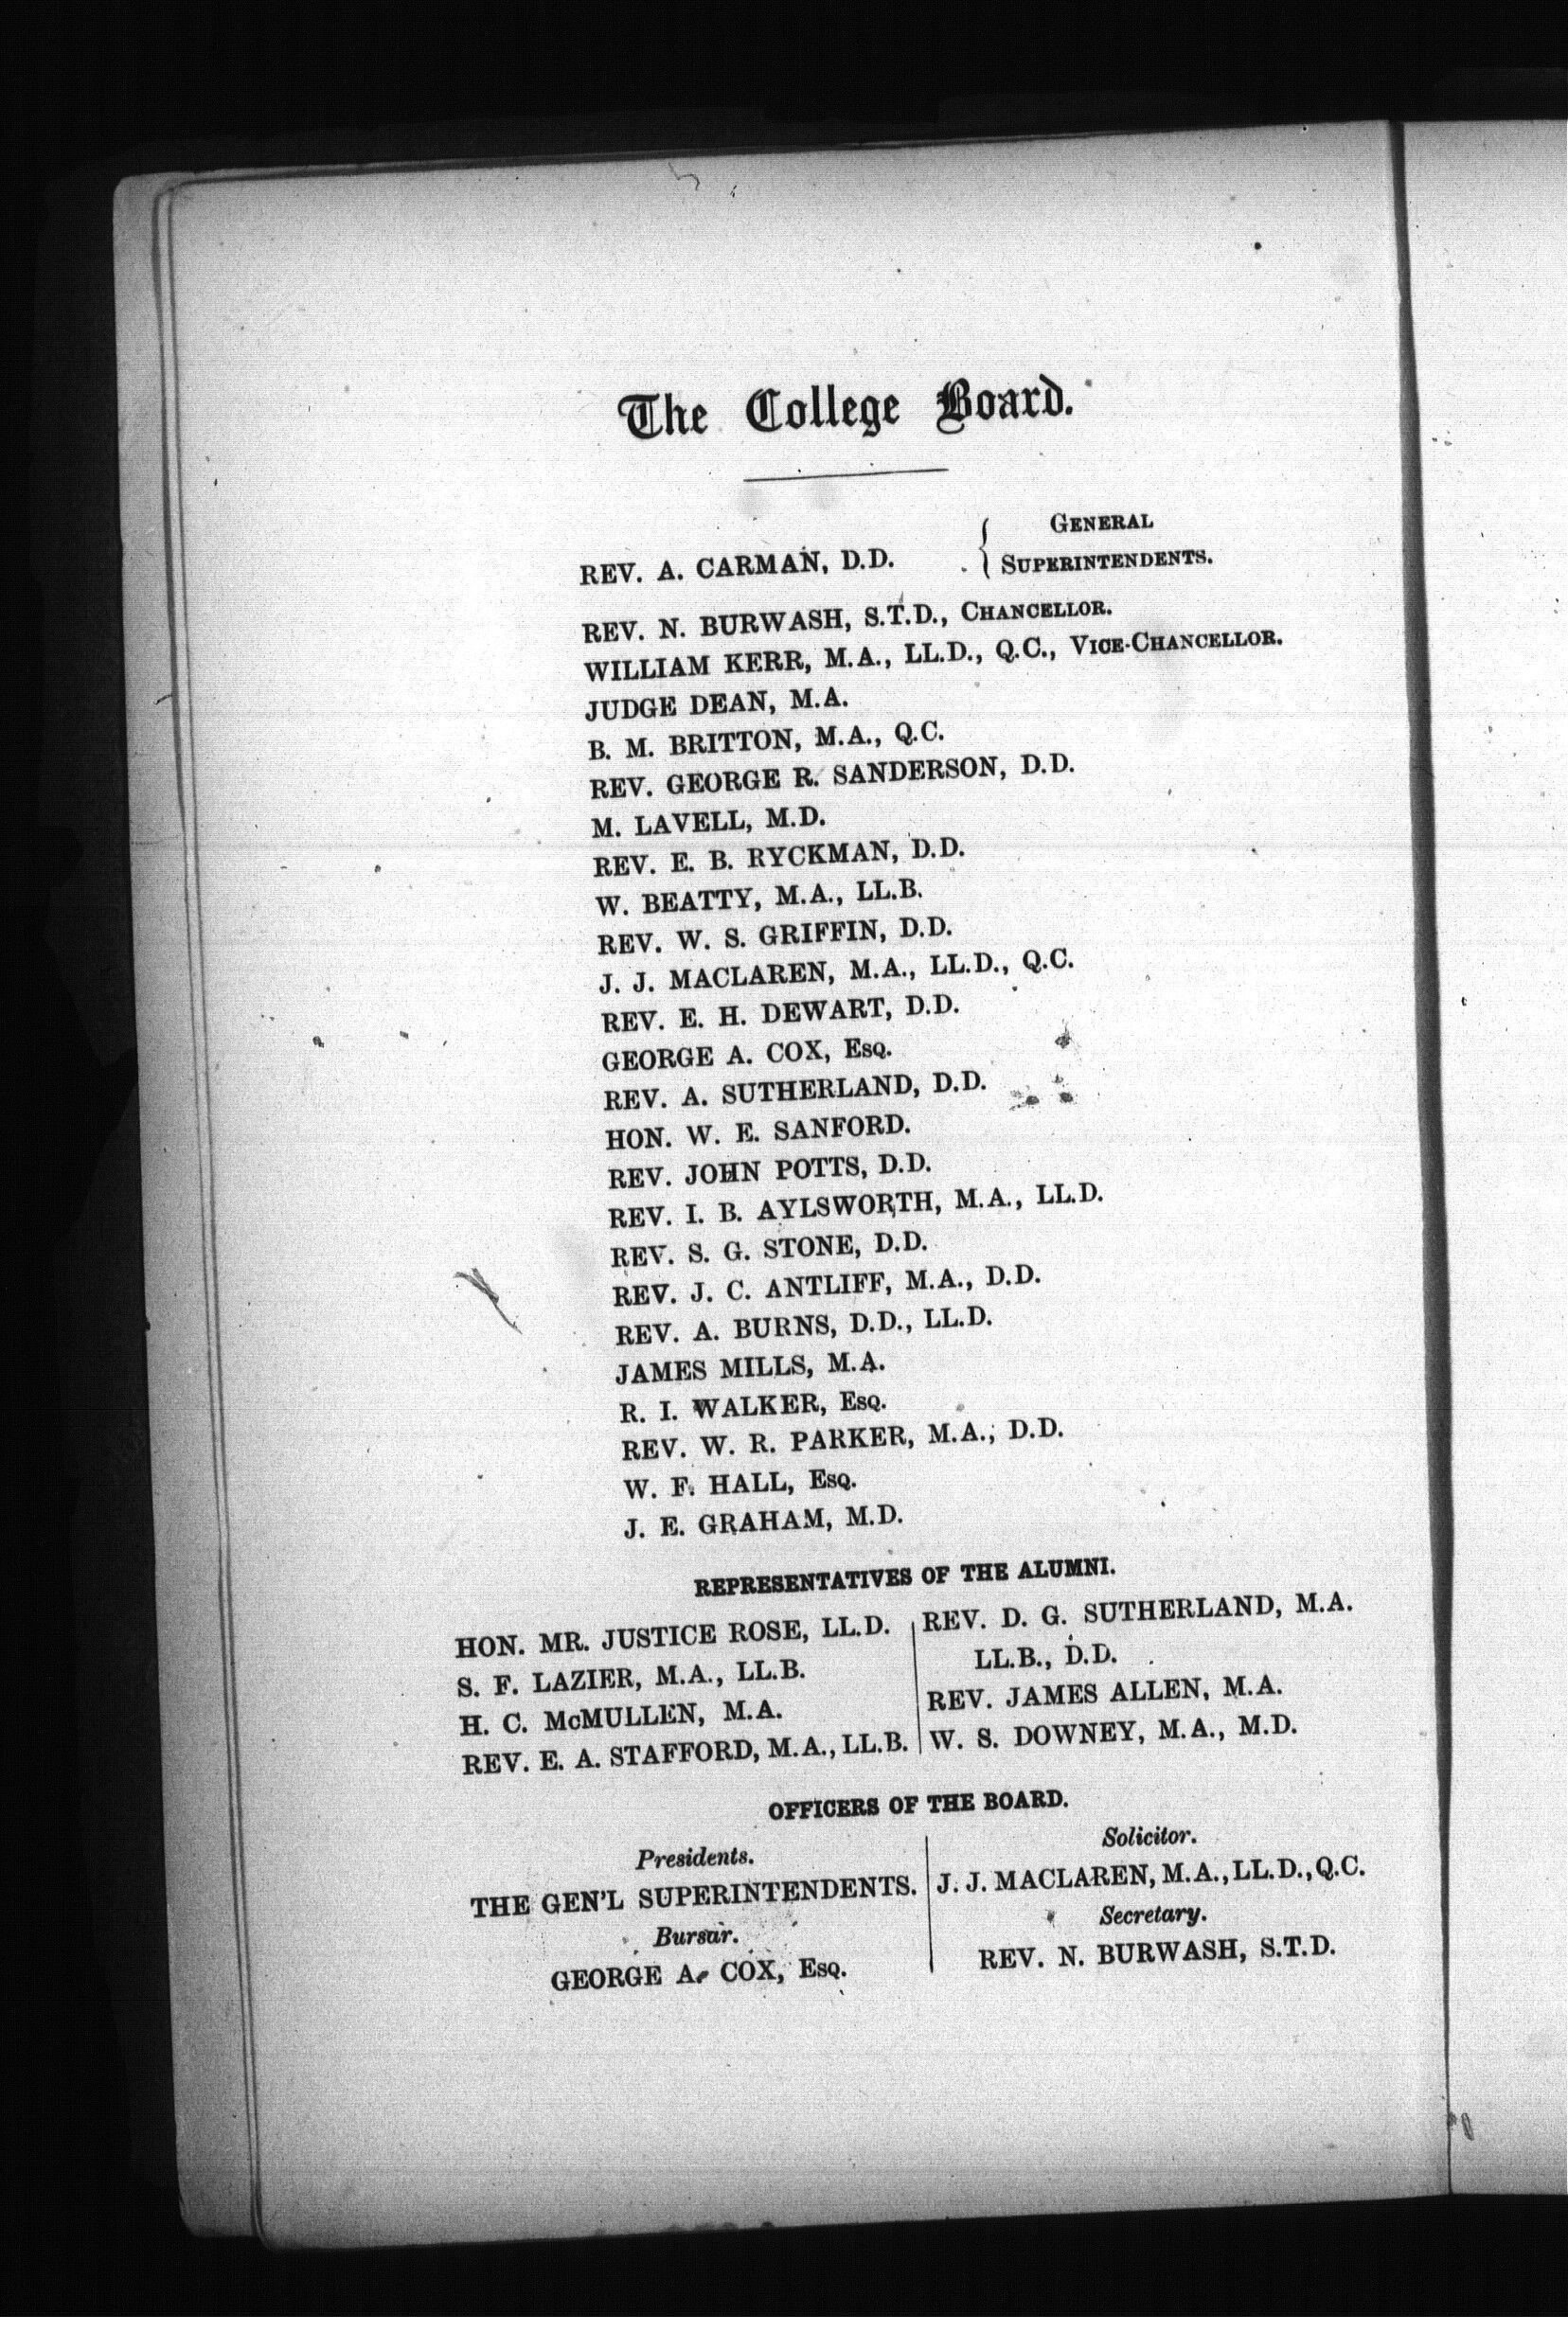 The College Board.
REV. A. CARMAN, D.D. { GENERAL
SUPERINTENDENTS.
REV. N. BURWASH, S.T.D., CHANCELLOR.
WILLIAM KERR, M.A., LL.D., Q.C., VICE-CHANCELLOR.
JUDGE DEAN, M.A.
B. M. BRITTON, M.A., Q.C.
REV. GEORGE R. SANDERSON, D.D.
M. LAVELL, M.D.
REV. E. B. RYCKMAN, D.D.
W. BEATTY, M.A., LL.B.
REV. W. S. GRIFFIN, D.D.
J. J. MACLAREN, M.A., LL.D., Q.C.
REV. E. H. DEWART, D.D.
GEORGE A. COX, ESQ.
REV. A. SUTHERLAND, D.D.
HON. W. E. SANFORD.
REV. JOHN POTTS, D.D.
REV. I. B. AYLSWORTH, M.A., LL.D.
REV. S. G. STONE, D.D.
REV. J. C. ANTLIFF, M.A., D.D.
REV. A. BURNS, D.D., LL.D.
JAMES MILLS, M.A.
R. I. WALKER, ESQ.
REV. W. R. PARKER, M.A., D.D.
W. F. HALL, ESQ.
J. E. GRAHAM, M.D.
REPRESENTATIVES OF THE ALUMNI.
HON. MR. JUSTICE ROSE, LL.D.
S. F. LAZIER, M.A., LL.B.
H. C. McMULLEN, M.A.
REV. E. A. STAFFORD, M.A., LL.B.
REV. D. G. SUTHERLAND, M.A.
LL.B., D.D.
REV. JAMES ALLEN, M.A.
W. S. DOWNEY, M.A., M.D.
OFFICERS OF THE BOARD.
Presidents.
THE GEN'L SUPERINTENDENTS.
Bursar.
GEORGE A. COX, ESQ.
Solicitor.
J. J. MACLAREN, M.A., LL.D., Q.C.
Secretary.
REV. N. BURWASH, S.T.D.